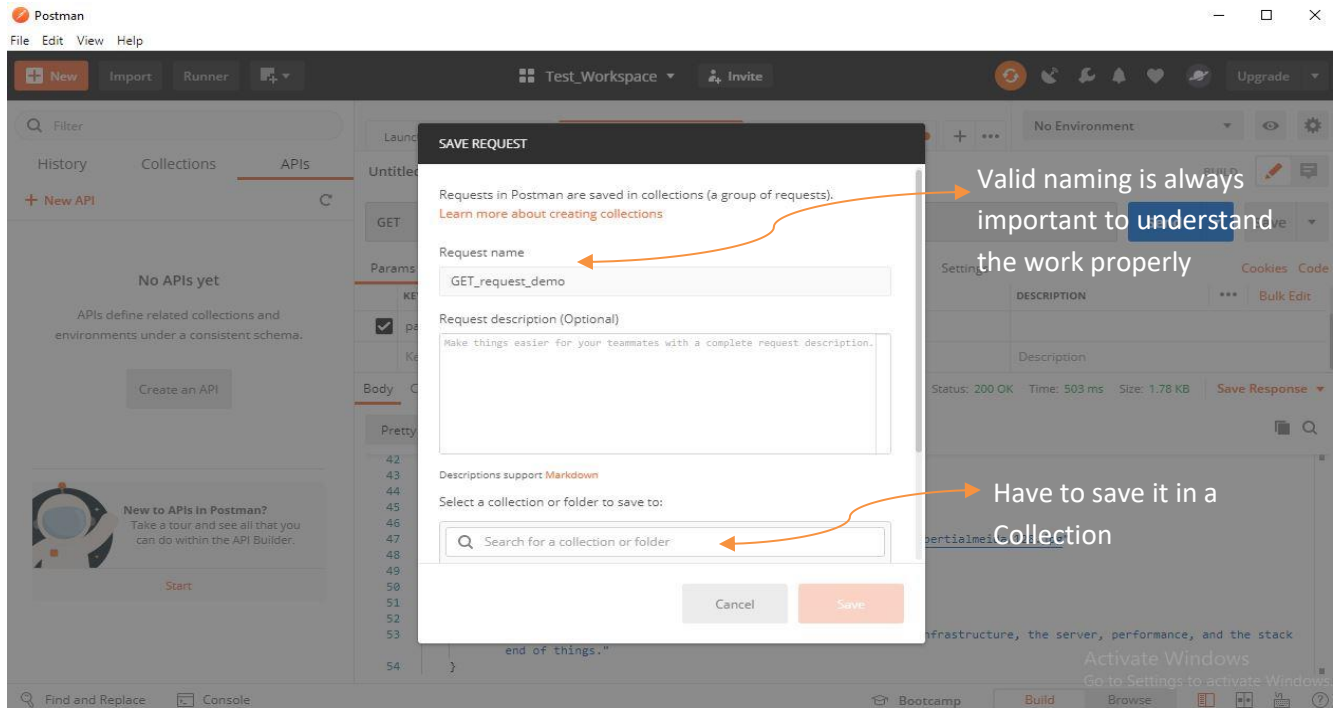 Postman
File Edit View Help
New Import Runner Test_Workspace Invite Upgrade
Filter
History Collections APIs
+ New API
No APIs yet
APIs define related collections and
environments under a consistent schema.
Create an API
New to APIs in Postman?
Take a tour and see all that you
can do within the API Builder.
Start
No Environment
GET
Params
Cookies Code
DESCRIPTION
Bulk Edit
Description
Body
Status: 200 OK Time: 503 ms Size: 1.78 KB Save Response
Pretty
SAVE REQUEST
Requests in Postman are saved in collections (a group of requests).
Learn more about creating collections
Request name
GET_request_demo
Request description (Optional)
Make things easier for your teammates with a complete request description.
Descriptions support Markdown
Select a collection or folder to save to:
Search for a collection or folder
Cancel Save
Valid naming is always
important to understand
the work properly
Have to save it in a
Collection
42
43
44
45
46
47
48
49
50
51
52
53 the server, performance, and the stack
end of things."
54 }
Activate Windows
Go to Settings to activate Windows
Find and Replace Console Bootcamp Build Browse